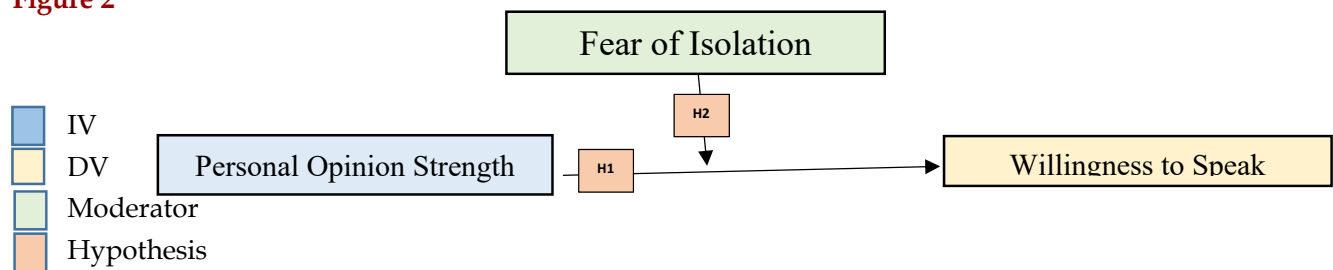 Figure 2
Fear of Isolation
H2
IV
DV
Personal Opinion Strength
H1
Willingness to Speak
Moderator
Hypothesis